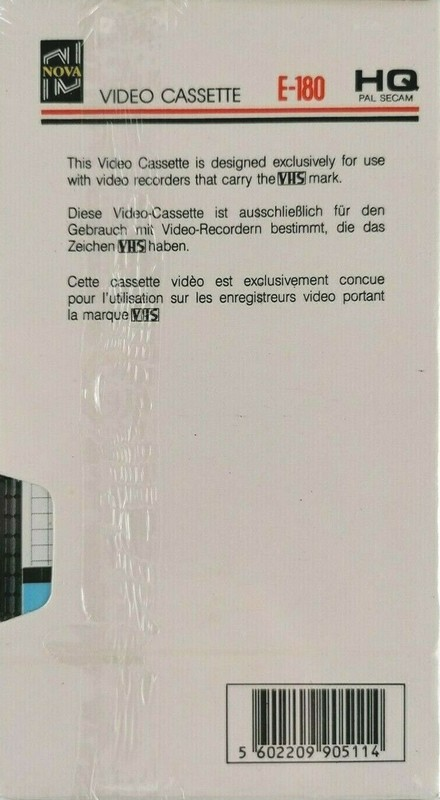 NOVA
VIDEO CASSETTE E-180 HQ
PAL SECAM
This Video Cassette is designed exclusively for use
with video recorders that carry the VHS mark.
Diese Video-Cassette ist ausschließlich für den
Gebrauch mit Video-Recordern bestimmt, die das
Zeichen VHS haben.
Cette cassette vidèo est exclusivement concue
pour l'utilisation sur les enregistreurs video portant
la marque VHS
5 602209 905114